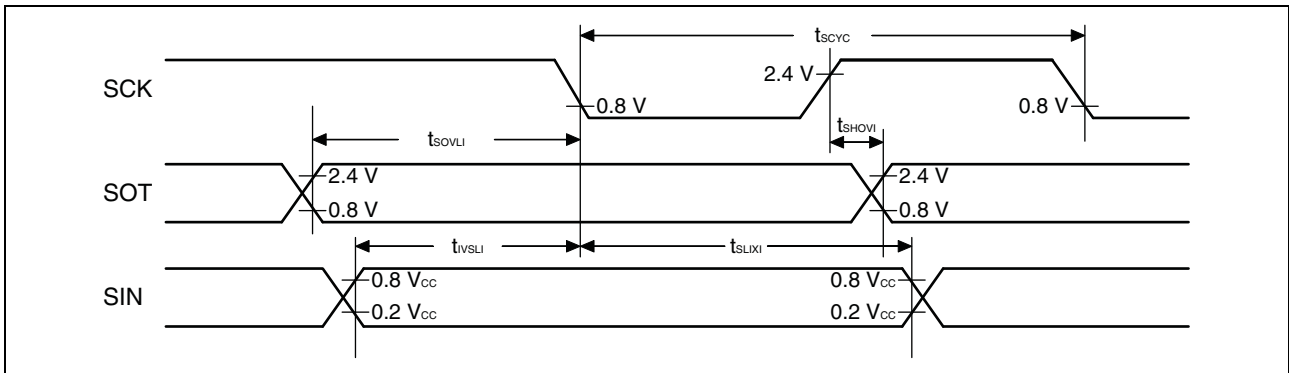 tSCYC
SCK
2.4 V
0.8 V
0.8 V
tSHOVI
tSOVLI
SOT
2.4 V
0.8 V
2.4 V
0.8 V
tIVSLI
tSLIXI
SIN
0.8 VCC
0.2 VCC
0.8 VCC
0.2 VCC